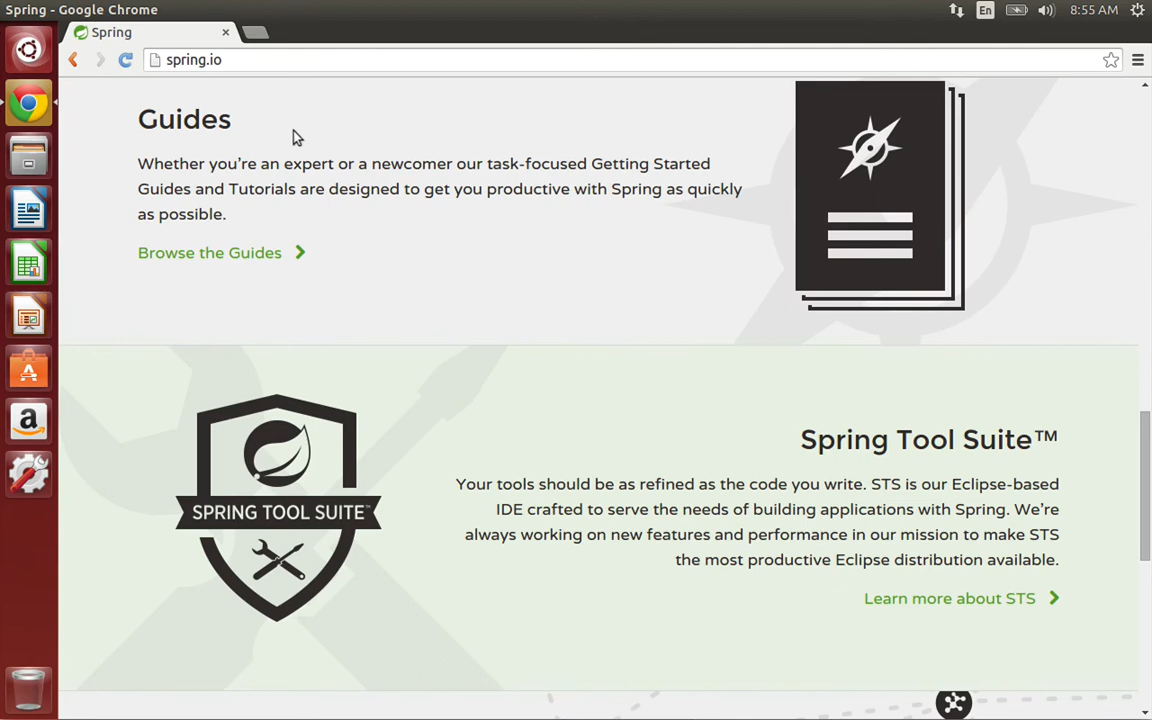 Spring - Google Chrome
En
8:55 AM
Spring
spring.io
Guides
Whether you're an expert or a newcomer our task-focused Getting Started
Guides and Tutorials are designed to get you productive with Spring as quickly
as possible.
Browse the Guides
SPRING TOOL SUITE™
Spring Tool Suite™
Your tools should be as refined as the code you write. STS is our Eclipse-based
IDE crafted to serve the needs of building applications with Spring. We're
always working on new features and performance in our mission to make STS
the most productive Eclipse distribution available.
Learn more about STS